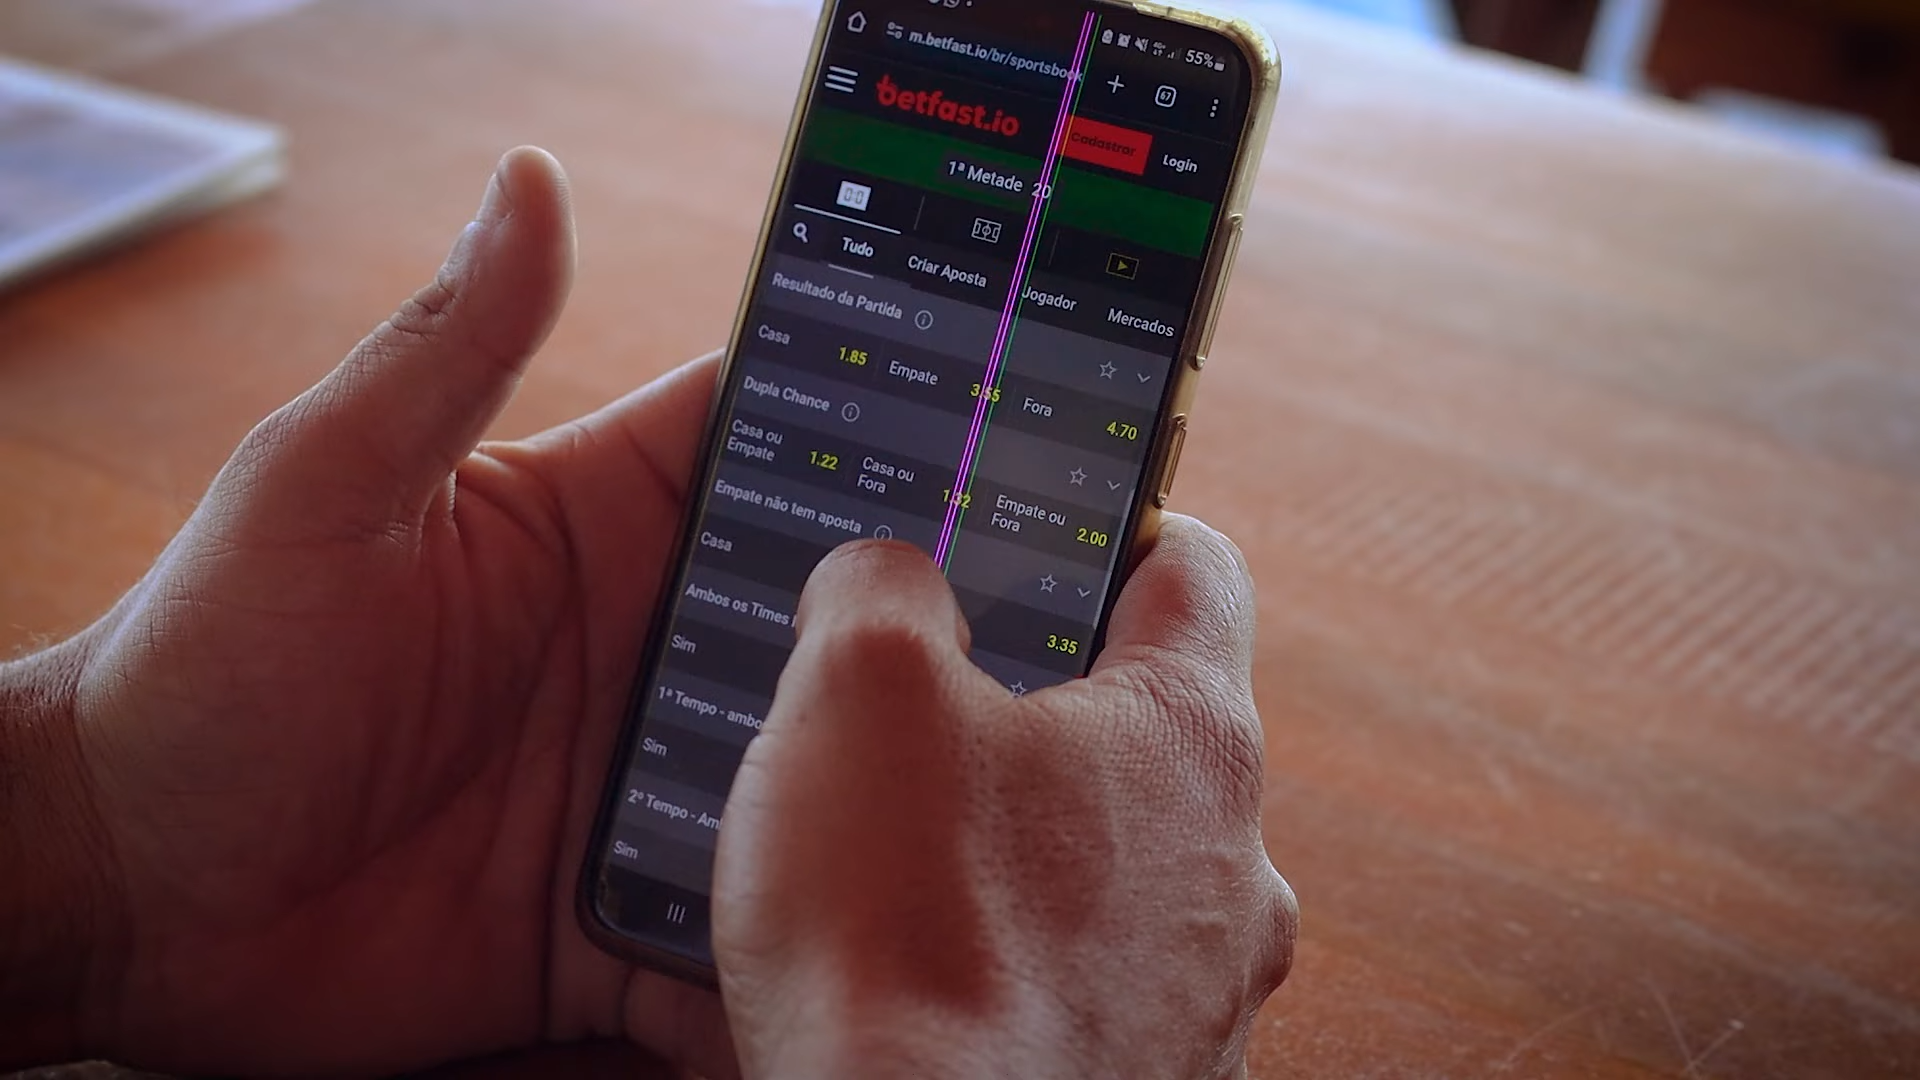 m.betfast.io/br/sportsbook
67
55%
betfast.io
Cadastrar
Login
1ª Metade 20
0:0
Tudo
Criar Aposta
Jogador
Mercados
Resultado da Partida
Casa 1.85 Empate 3.55 Fora 4.70
Dupla Chance
Casa ou Empate 1.22 Casa ou Fora 1.32 Empate ou Fora 2.00
Empate não tem aposta
Casa
3.35
Ambos os Times
Sim
1ª Tempo - ambo
Sim
2º Tempo - Am
Sim